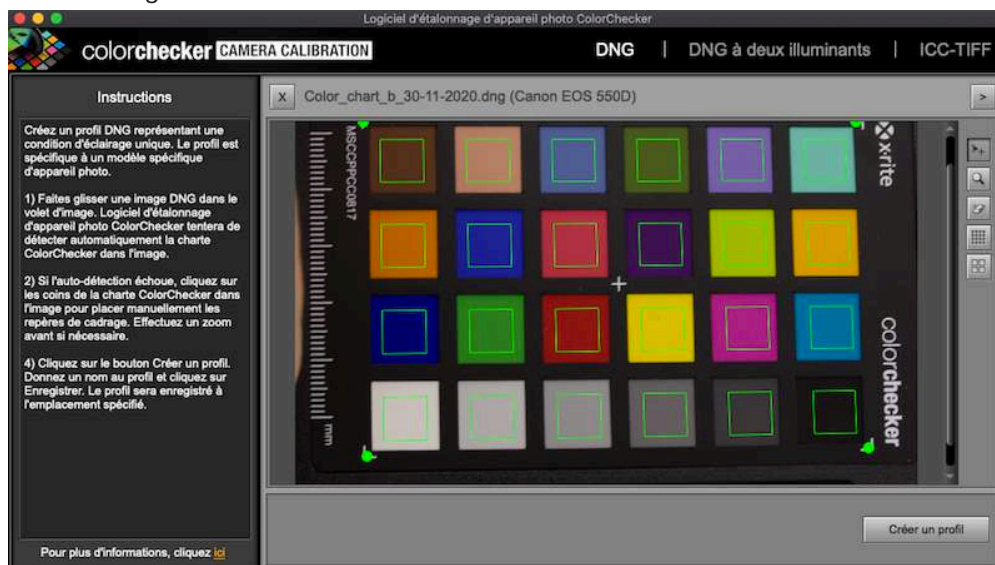 Logiciel d'étalonnage d'appareil photo ColorChecker
colorchecker CAMERA CALIBRATION
DNG | DNG à deux illuminants | ICC-TIFF
Instructions
X Color_chart_b_30-11-2020.dng (Canon EOS 550D) >
Créez un profil DNG représentant une
condition d'éclairage unique. Le profil est
spécifique à un modèle spécifique
d'appareil photo.
1) Faites glisser une image DNG dans le
volet d'image. Logiciel d'étalonnage
d'appareil photo ColorChecker tentera de
détecter automatiquement la charte
ColorChecker dans l'image.
2) Si l'auto-détection échoue, cliquez sur
les coins de la charte ColorChecker dans
l'image pour placer manuellement les
repères de cadrage. Effectuez un zoom
avant si nécessaire.
4) Cliquez sur le bouton Créer un profil.
Donnez un nom au profil et cliquez sur
Enregistrer. Le profil sera enregistré à
l'emplacement spécifié.
MSCCPPCC0817
mm
x-rite
colorchecker
Créer un profil
Pour plus d'informations, cliquez ici